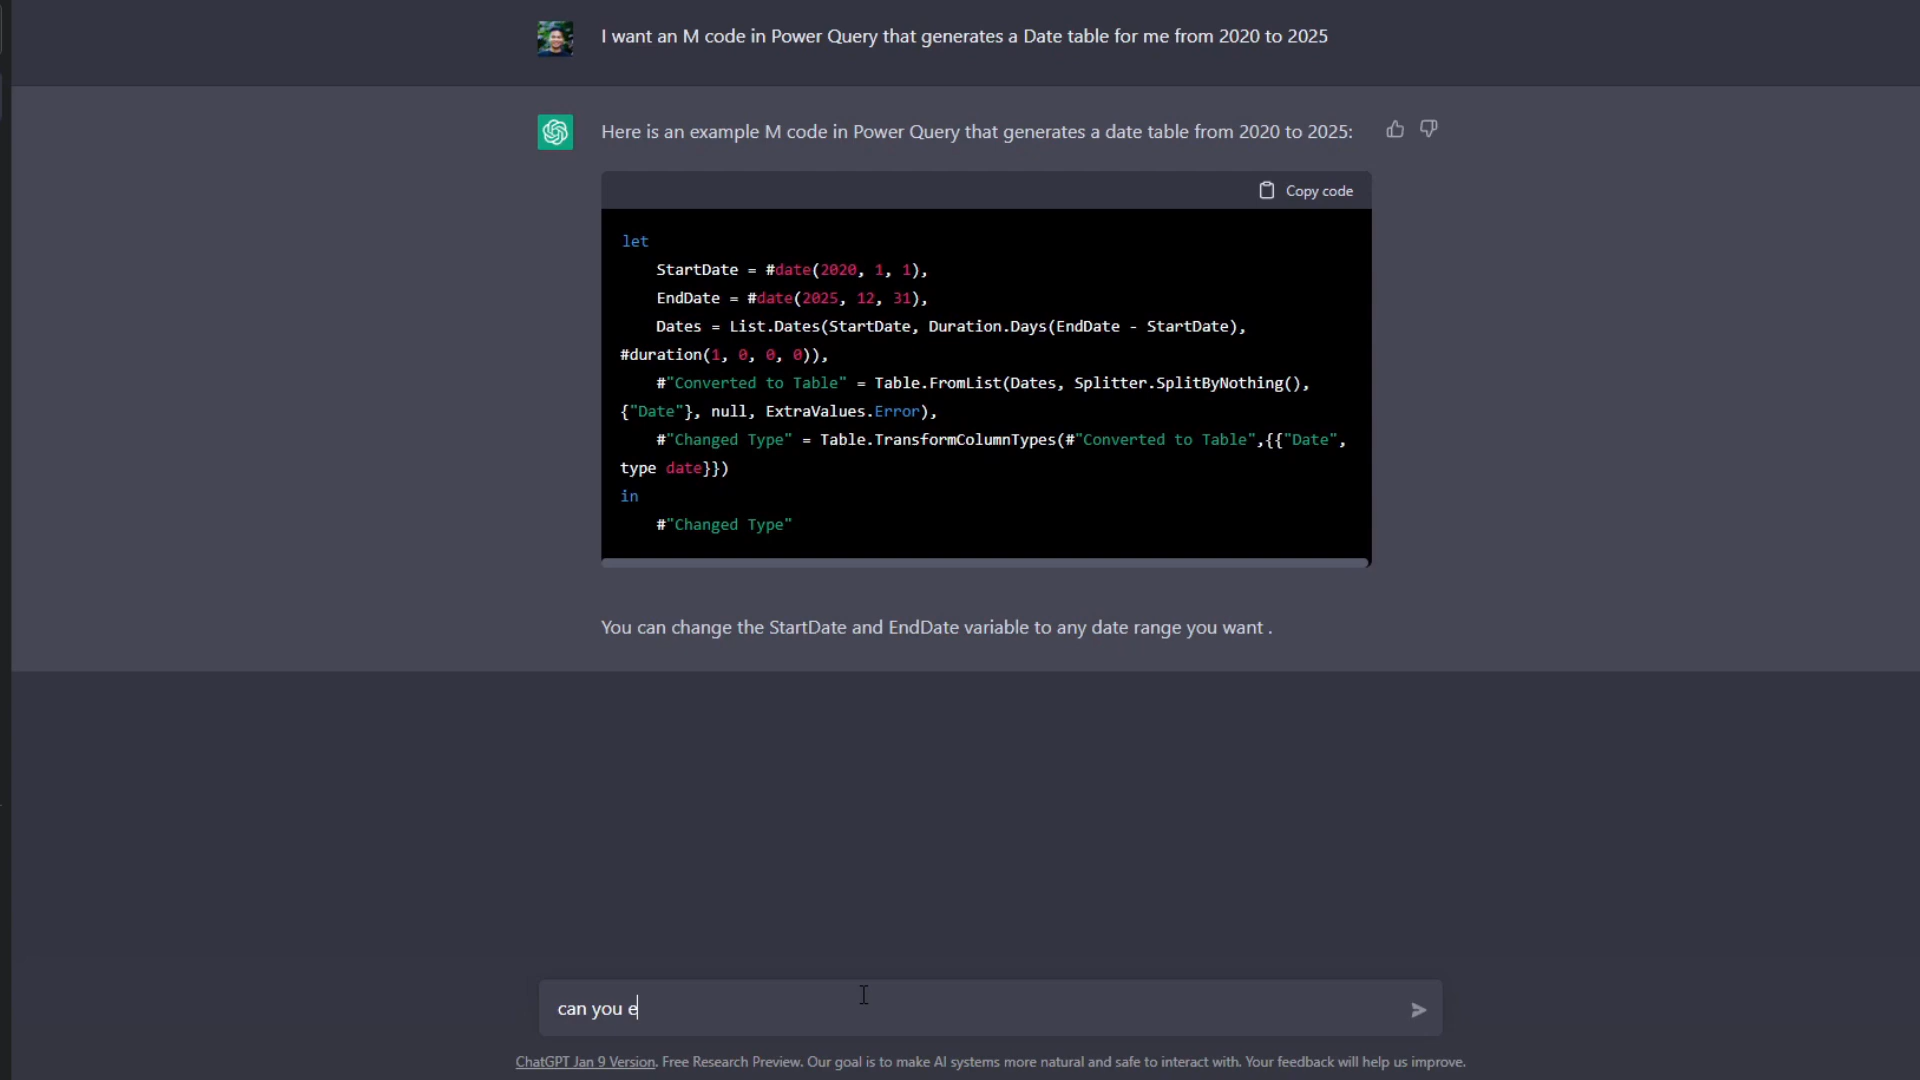 I want an M code in Power Query that generates a Date table for me from 2020 to 2025
Here is an example M code in Power Query that generates a date table from 2020 to 2025:
Copy code
let
    StartDate = #date(2020, 1, 1),
    EndDate = #date(2025, 12, 31),
    Dates = List.Dates(StartDate, Duration.Days(EndDate - StartDate),
#duration(1, 0, 0, 0)),
    #"Converted to Table" = Table.FromList(Dates, Splitter.SplitByNothing(),
{"Date"}, null, ExtraValues.Error),
    #"Changed Type" = Table.TransformColumnTypes(#"Converted to Table",{{"Date",
type date}})
in
    #"Changed Type"
You can change the StartDate and EndDate variable to any date range you want .
can you e
ChatGPT Jan 9 Version. Free Research Preview. Our goal is to make AI systems more natural and safe to interact with. Your feedback will help us improve.